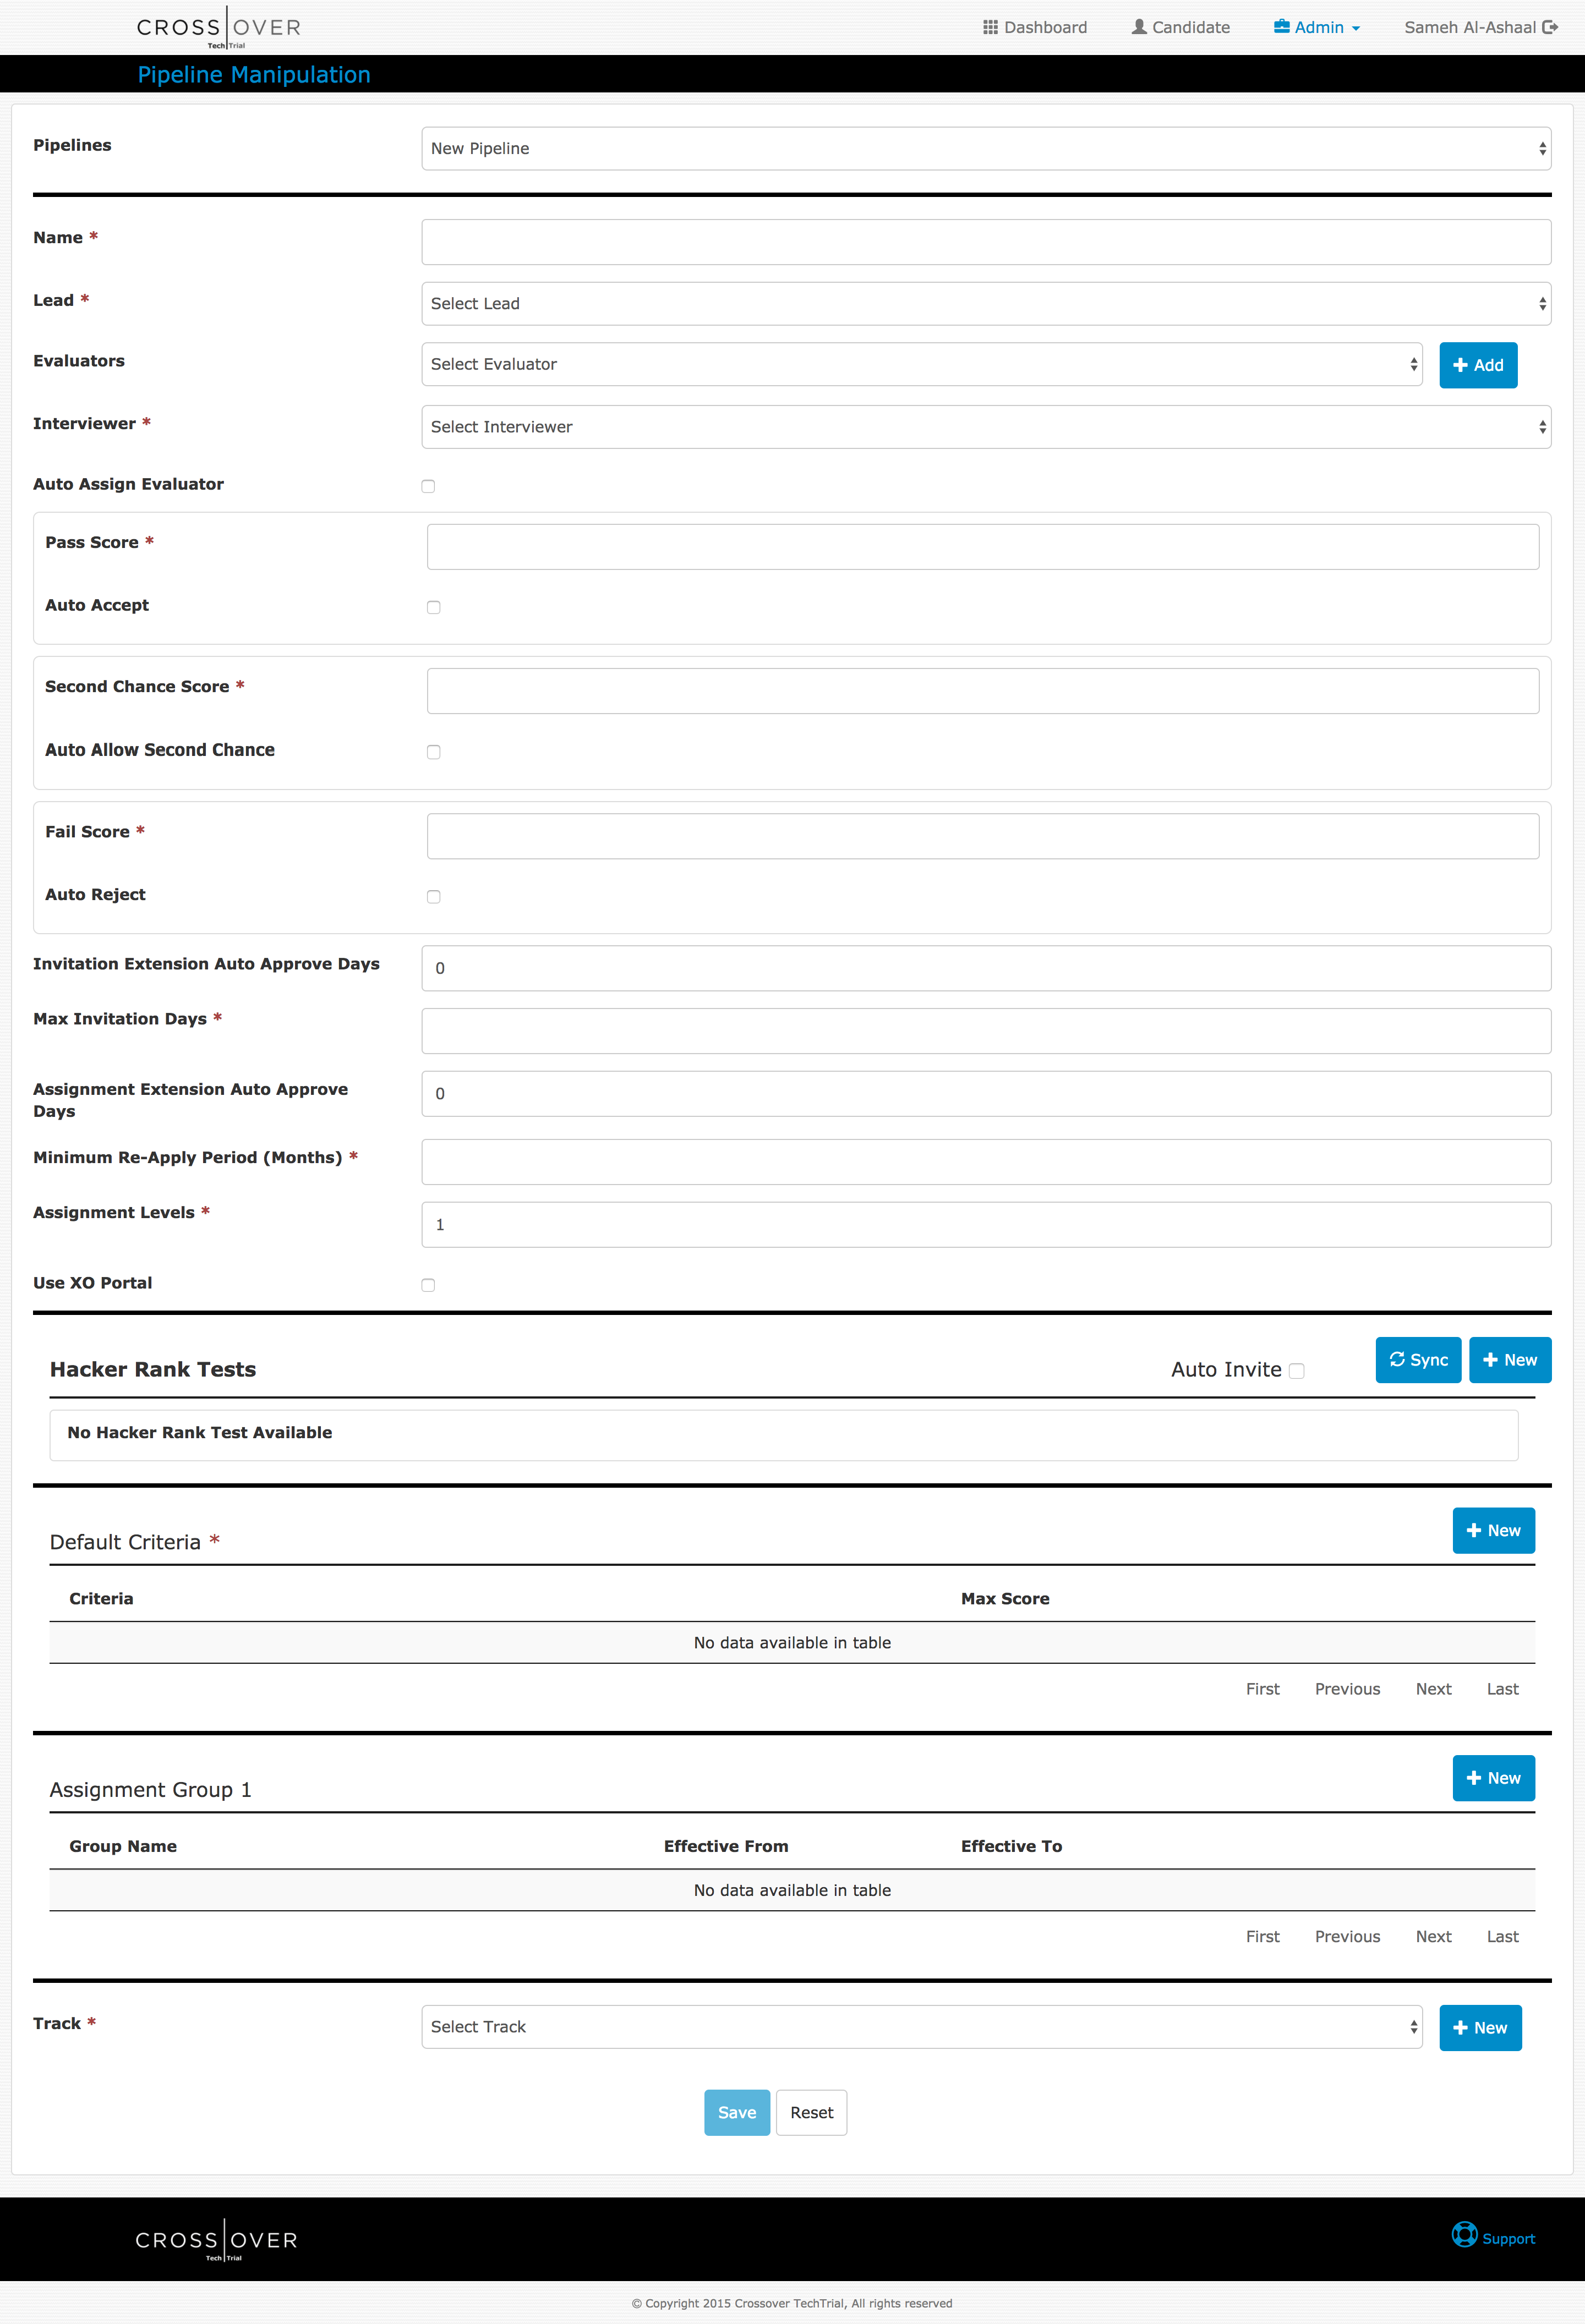 CROSS OVER
Tech Trial
Dashboard
Candidate
Admin
Sameh Al-Ashaal
Pipeline Manipulation
Pipelines
New Pipeline
Name *
Lead *
Select Lead
Evaluators
Select Evaluator
Add
Interviewer *
Select Interviewer
Auto Assign Evaluator
Pass Score *
Auto Accept
Second Chance Score *
Auto Allow Second Chance
Fail Score *
Auto Reject
Invitation Extension Auto Approve Days
0
Max Invitation Days *
Assignment Extension Auto Approve
Days
0
Minimum Re-Apply Period (Months) *
Assignment Levels *
1
Use XO Portal
Hacker Rank Tests
Auto Invite
Sync
New
No Hacker Rank Test Available
Default Criteria *
New
Criteria
Max Score
No data available in table
First Previous Next Last
Assignment Group 1
New
Group Name
Effective From
Effective To
No data available in table
First Previous Next Last
Track *
Select Track
New
Save
Reset
CROSS OVER
Tech Trial
Support
© Copyright 2015 Crossover TechTrial, All rights reserved